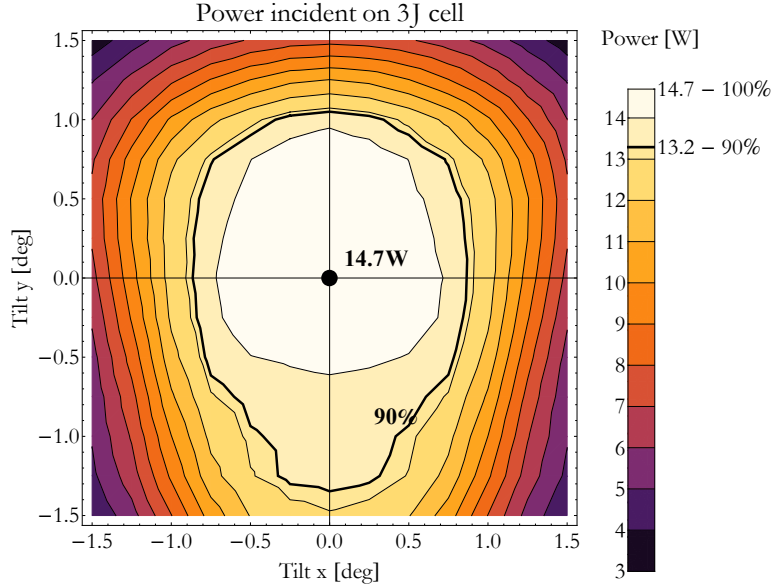 Power incident on 3J cell
Power [W]
14.7 − 100%
14
13.2 − 90%
13
12
11
10
9
8
7
6
5
4
3
Tilt y [deg]
1.5
1.0
0.5
0.0
−0.5
−1.0
−1.5
14.7W
90%
−1.5 −1.0 −0.5 0.0 0.5 1.0 1.5
Tilt x [deg]